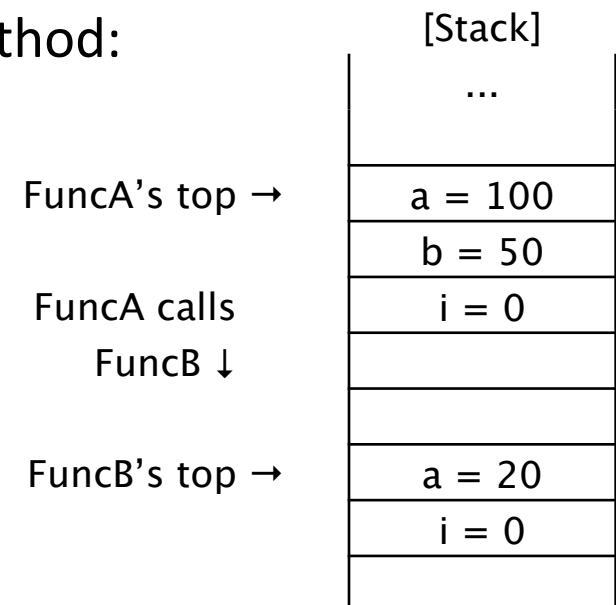 thod:
[Stack]
...
FuncA’s top → a = 100
b = 50
FuncA calls i = 0
FuncB ↓
FuncB’s top → a = 20
i = 0